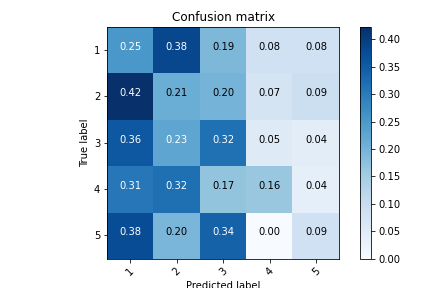 Confusion matrix
True label
1 0.25 0.38 0.19 0.08 0.08
2 0.42 0.21 0.20 0.07 0.09
3 0.36 0.23 0.32 0.05 0.04
4 0.31 0.32 0.17 0.16 0.04
5 0.38 0.20 0.34 0.00 0.09
1 2 3 4 5
Predicted label
0.40
0.35
0.30
0.25
0.20
0.15
0.10
0.05
0.00